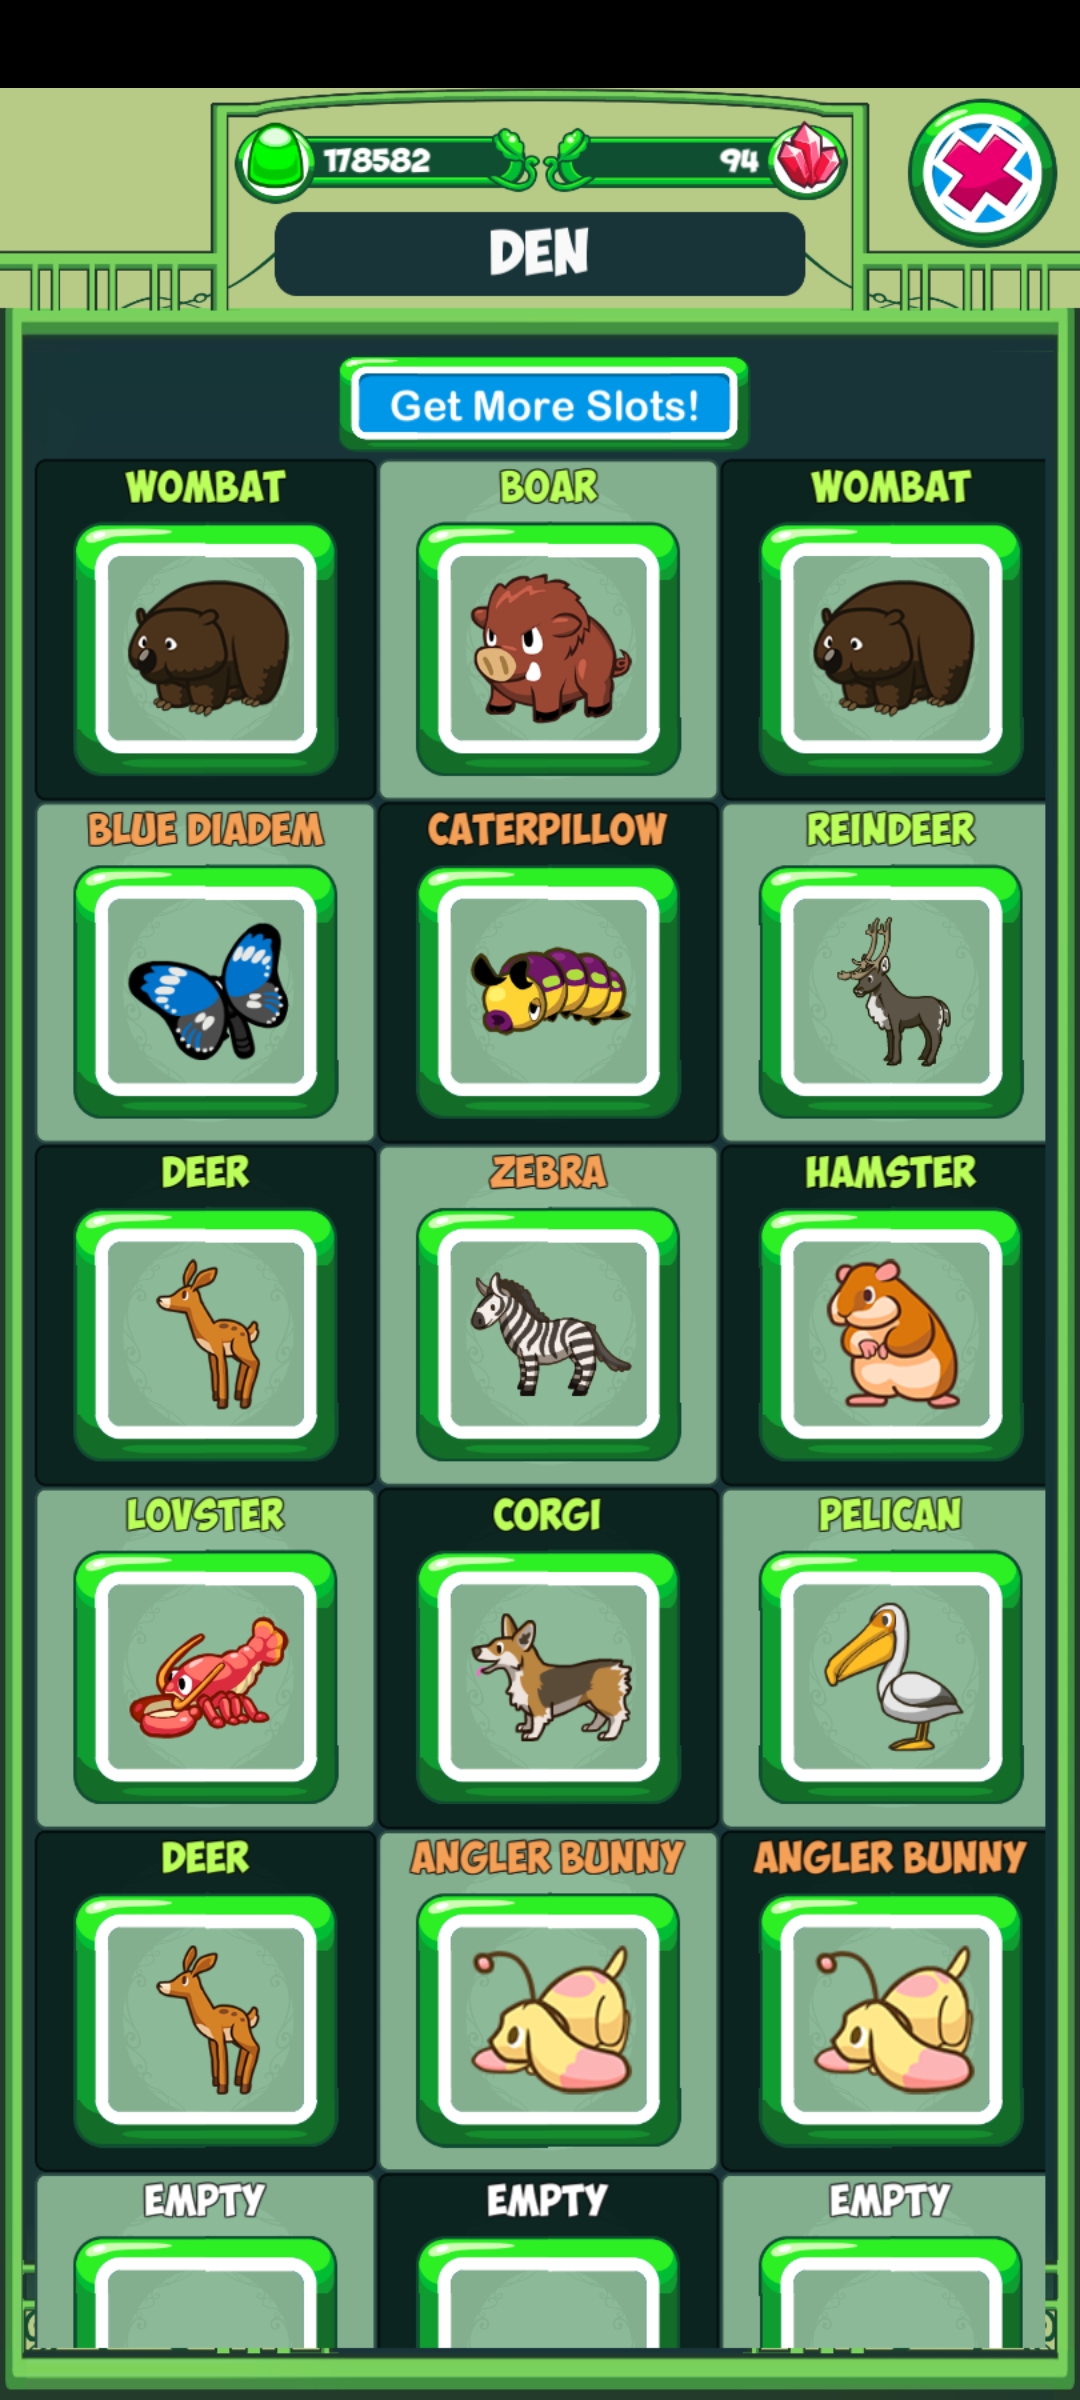 178582
94
DEN
Get More Slots!
WOMBAT
BOAR
WOMBAT
BLUE DIADEM
CATERPILLOW
REINDEER
DEER
ZEBRA
HAMSTER
LOVSTER
CORGI
PELICAN
DEER
ANGLER BUNNY
ANGLER BUNNY
EMPTY
EMPTY
EMPTY